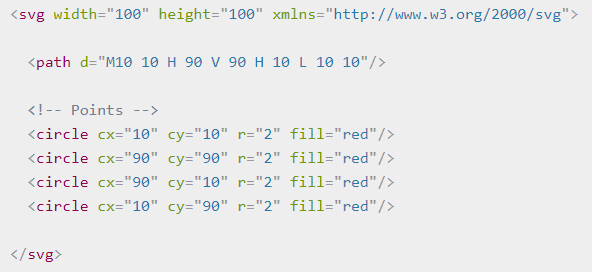 <svg width="100" height="100" xmlns="http://www.w3.org/2000/svg">
<path d="M10 10 H 90 V 90 H 10 L 10 10"/>
<!-- Points -->
<circle cx="10" cy="10" r="2" fill="red"/>
<circle cx="90" cy="90" r="2" fill="red"/>
<circle cx="90" cy="10" r="2" fill="red"/>
<circle cx="10" cy="90" r="2" fill="red"/>
</svg>